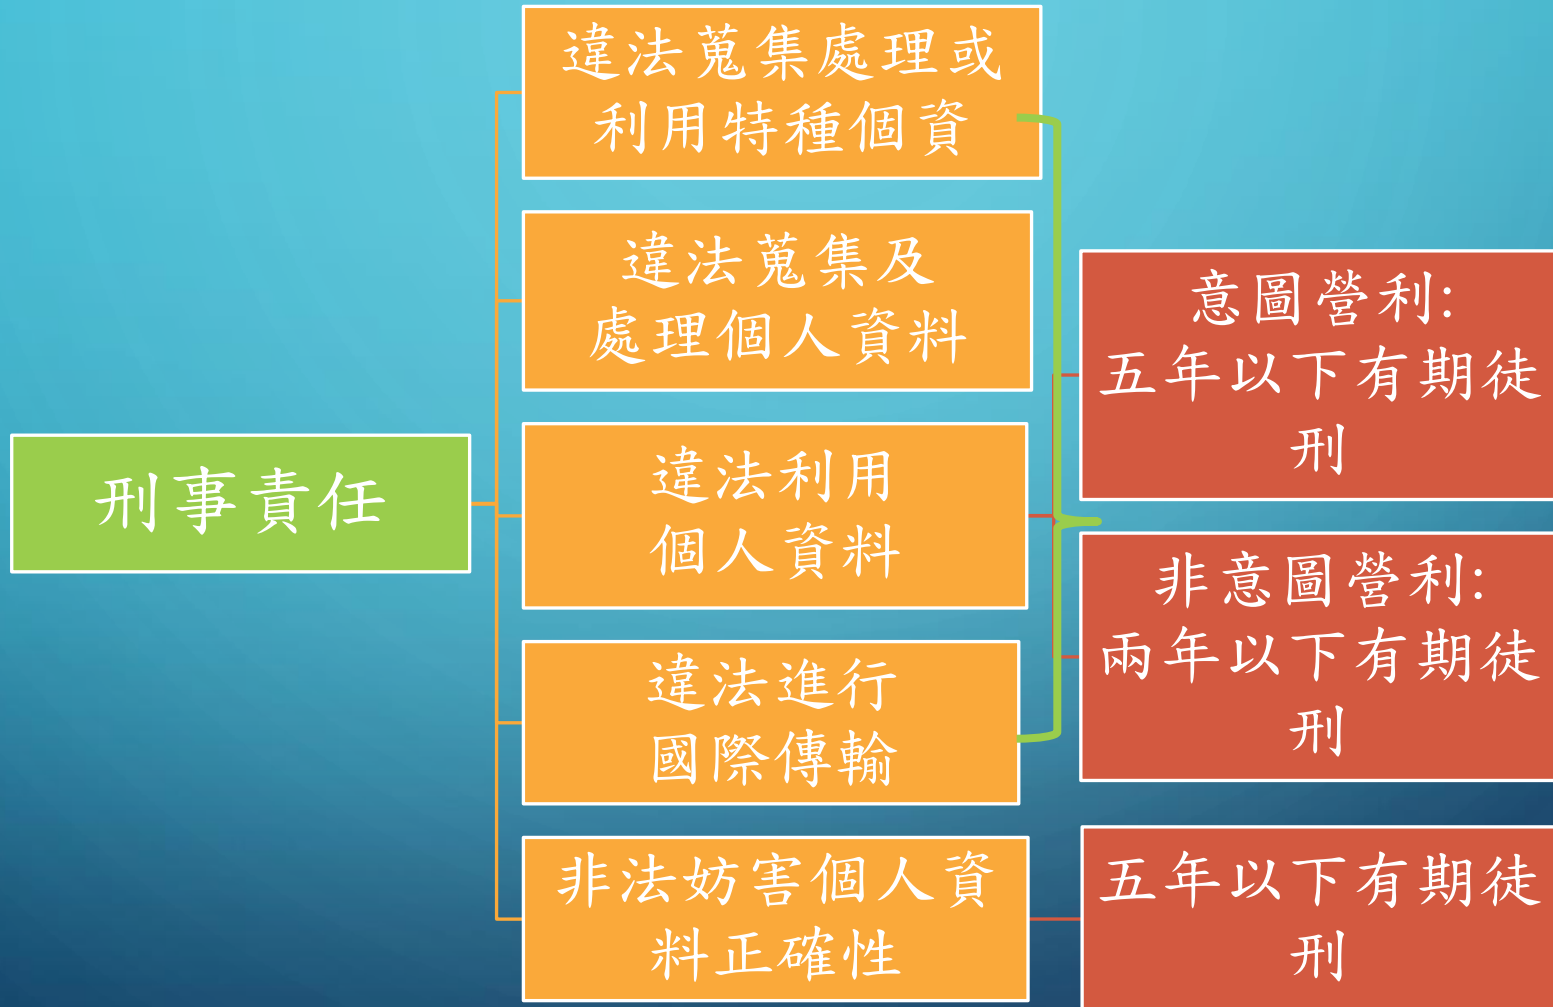 刑事責任
違法蒐集處理或
利用特種個資
違法蒐集及
處理個人資料
違法利用
個人資料
違法進行
國際傳輸
非法妨害個人資
料正確性
意圖營利:
五年以下有期徒
刑
非意圖營利:
兩年以下有期徒
刑
五年以下有期徒
刑